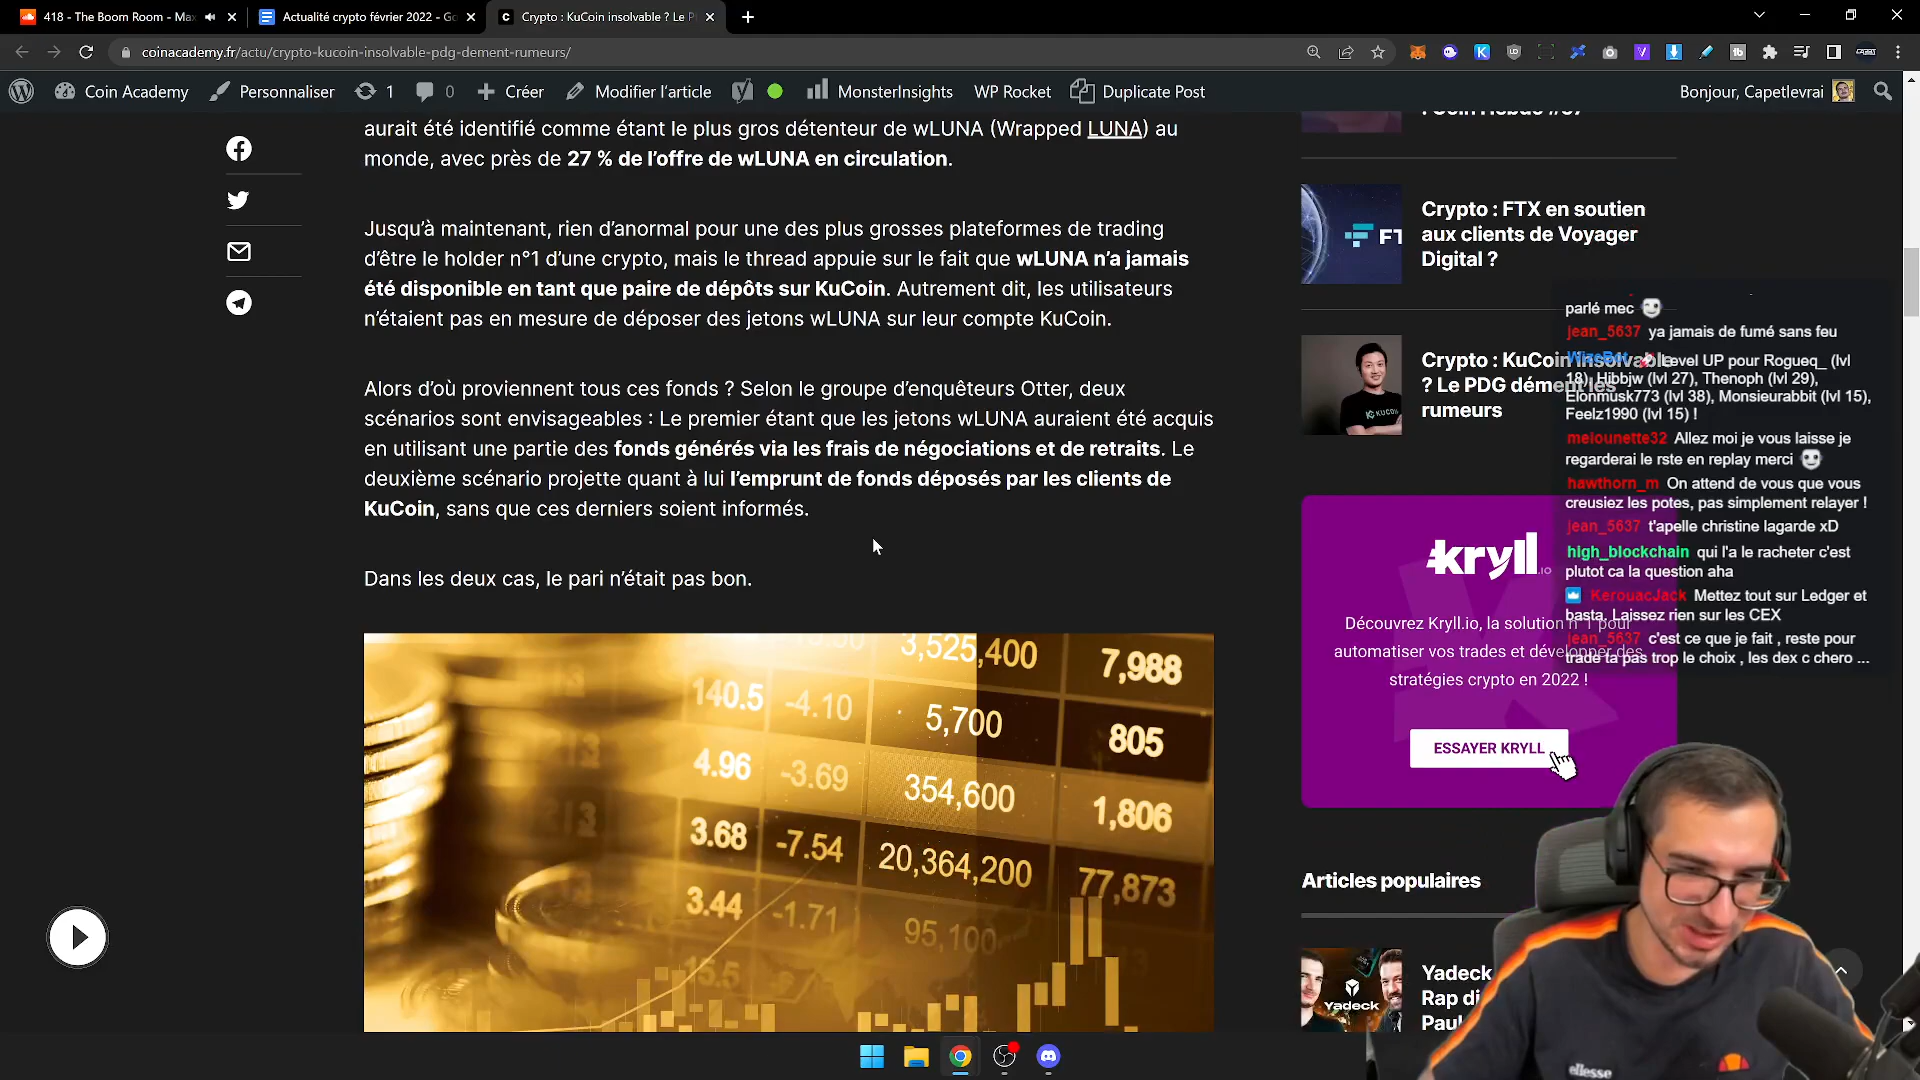 418 - The Boom Room - Max
Actualité crypto février 2022 - Go
Crypto : KuCoin insolvable ? Le P
coinacademy.fr/actu/crypto-kucoin-insolvable-pdg-dement-rumeurs/
Coin Academy Personnaliser 1 0 Créer Modifier l'article MonsterInsights WP Rocket Duplicate Post Bonjour, Capetlevrai
aurait été identifié comme étant le plus gros détenteur de wLUNA (Wrapped LUNA) au
monde, avec près de 27 % de l'offre de wLUNA en circulation.
Jusqu'à maintenant, rien d'anormal pour une des plus grosses plateformes de trading
d'être le holder n°1 d'une crypto, mais le thread appuie sur le fait que wLUNA n'a jamais
été disponible en tant que paire de dépôts sur KuCoin. Autrement dit, les utilisateurs
n'étaient pas en mesure de déposer des jetons wLUNA sur leur compte KuCoin.
Alors d'où proviennent tous ces fonds ? Selon le groupe d'enquêteurs Otter, deux
scénarios sont envisageables : Le premier étant que les jetons wLUNA auraient été acquis
en utilisant une partie des fonds générés via les frais de négociations et de retraits. Le
deuxième scénario projette quant à lui l'emprunt de fonds déposés par les clients de
KuCoin, sans que ces derniers soient informés.
Dans les deux cas, le pari n'était pas bon.
3,525,400 7,988
140.5 -4.10 5,700 805
4.96 -3.69 354,600 1,806
3.68 -7.54 20,364,200 77,873
3.44 -1.71 95,100
15.5
Crypto : FTX en soutien
aux clients de Voyager
Digital ?
FT
Crypto : KuCoin insolvable
? Le PDG dément les
rumeurs
KUCOIN
parlé mec
jean_5637 ya jamais de fumé sans feu
WizeBot Level UP pour Rogueq_ (lvl
18), Hibbjw (lvl 27), Thenoph (lvl 29),
Elonmusk773 (lvl 38), Monsieurabbit (lvl 15),
Feelz1990 (lvl 15) !
melounette32 Allez moi je vous laisse je
regarderai le rste en replay merci
hawthorn_m On attend de vous que vous
creusiez les potes, pas simplement relayer !
jean_5637 t'apelle christine lagarde xD
high_blockchain qui l'a le racheter c'est
plutot ca la question aha
KerouacJack Mettez tout sur Ledger et
basta. Laissez rien sur les CEX
jean_5637 c'est ce que je fait , reste pour
trade ta pas trop le choix , les dex c chero ...
kryll.io
Découvrez Kryll.io, la solution n°1 pour
automatiser vos trades et développer des
stratégies crypto en 2022 !
ESSAYER KRYLL
Articles populaires
Yadeck
Rap di
Paul
Yadeck
ellesse